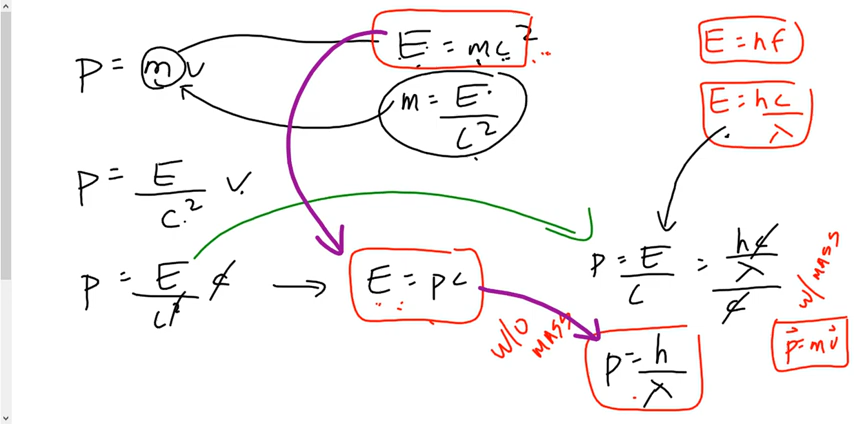 p = mv
E = mc²
m = E/c²
p = E/c² v
p = E/c² c → E = pc
w/o mass
E = hf
E = hc/λ
p = E/c = (hc/λ)/c
p = h/λ
w/ mass
p⃗ = mv⃗